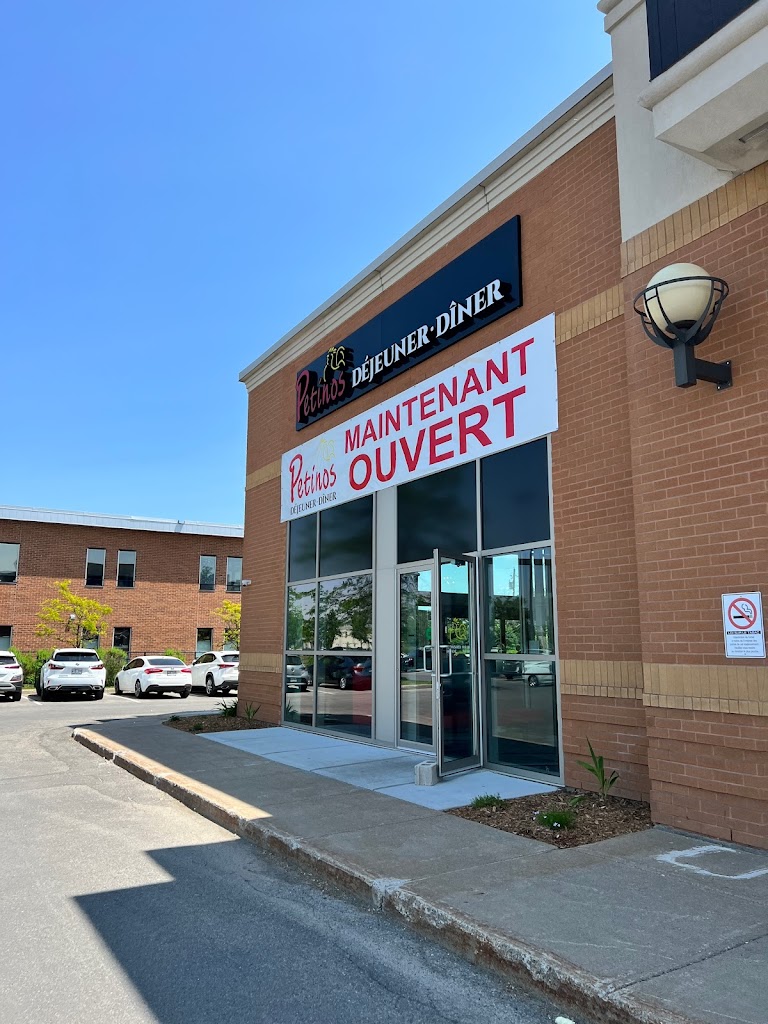 Petinos DÉJEUNER·DÎNER
Petinos
DÉJEUNER·DÎNER
MAINTENANT
OUVERT